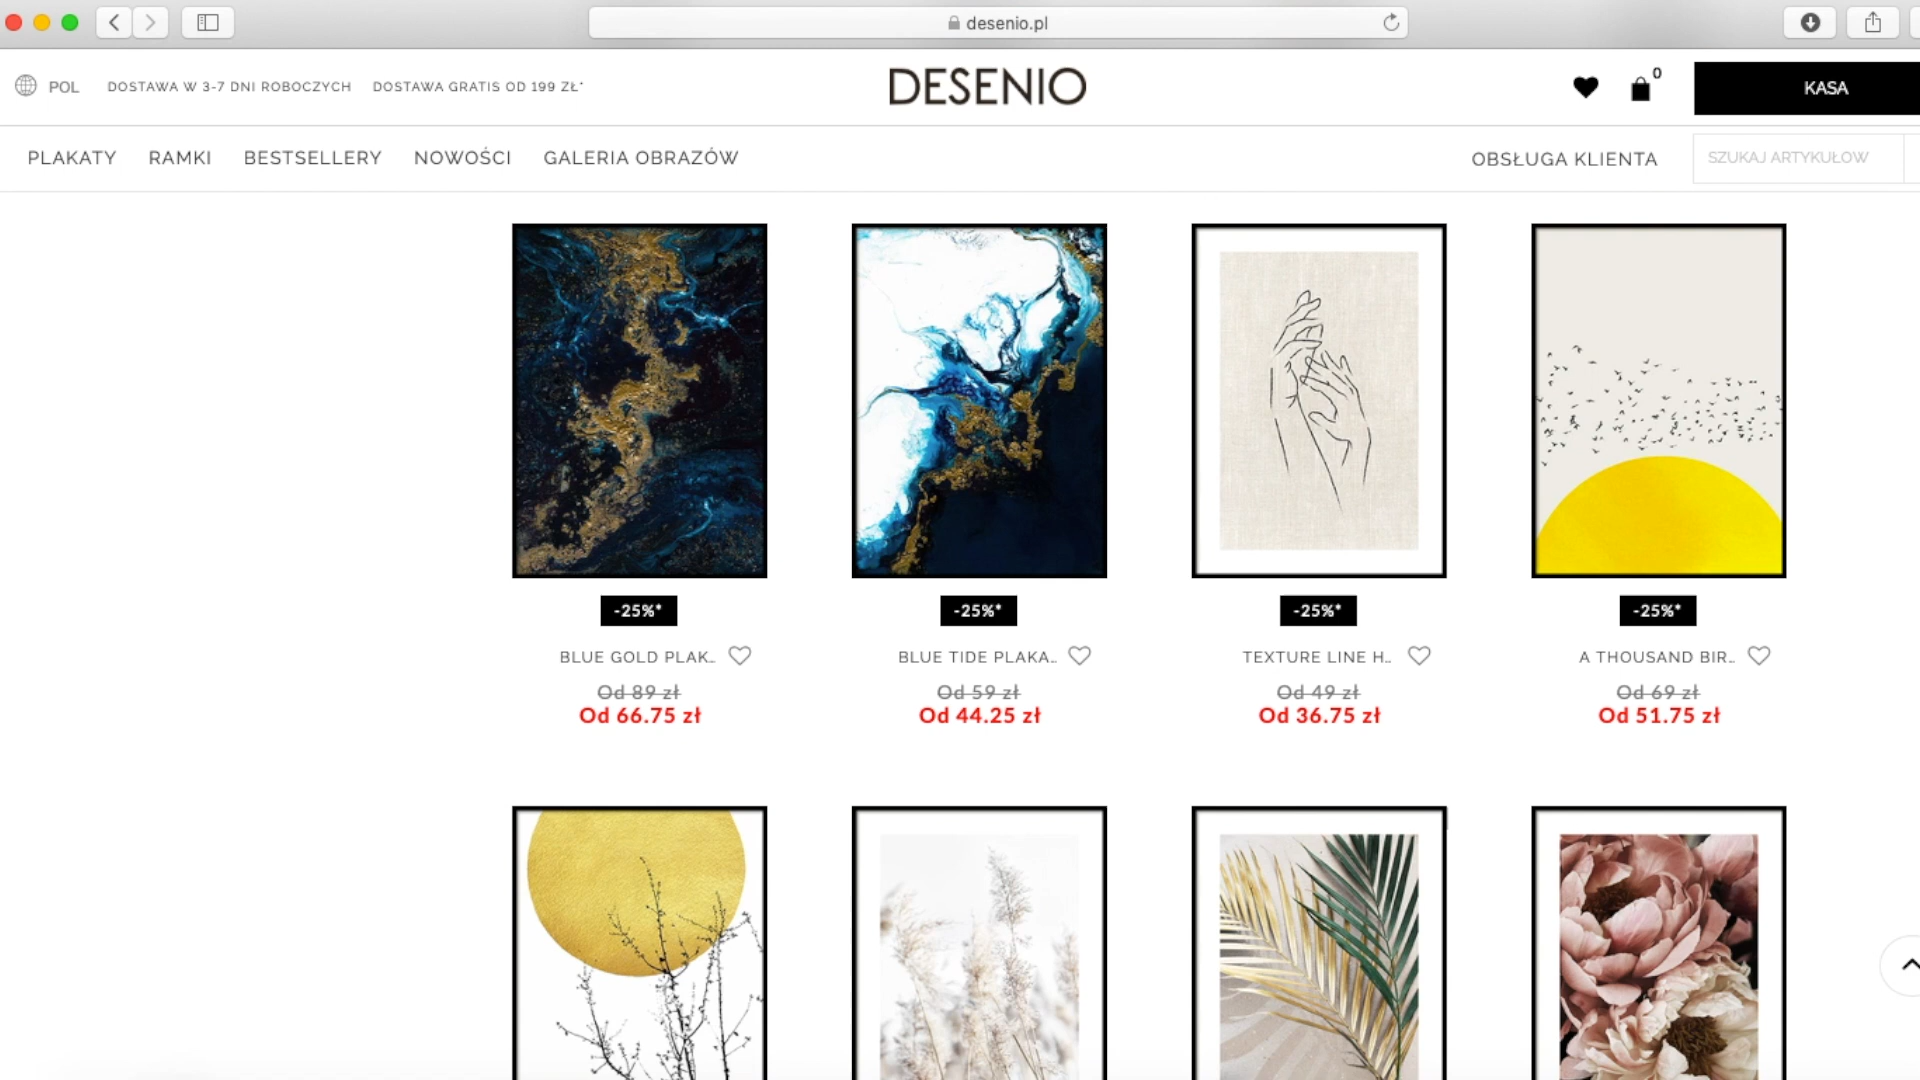 desenio.pl
POL DOSTAWA W 3-7 DNI ROBOCZYCH DOSTAWA GRATIS OD 199 ZŁ*
DESENIO
0
KASA
PLAKATY RAMKI BESTSELLERY NOWOŚCI GALERIA OBRAZÓW
OBSŁUGA KLIENTA
SZUKAJ ARTYKUŁOW
-25%* -25%* -25%* -25%*
BLUE GOLD PLAK… BLUE TIDE PLAKA… TEXTURE LINE H… A THOUSAND BIR…
Od 89 zł Od 59 zł Od 49 zł Od 69 zł
Od 66.75 zł Od 44.25 zł Od 36.75 zł Od 51.75 zł